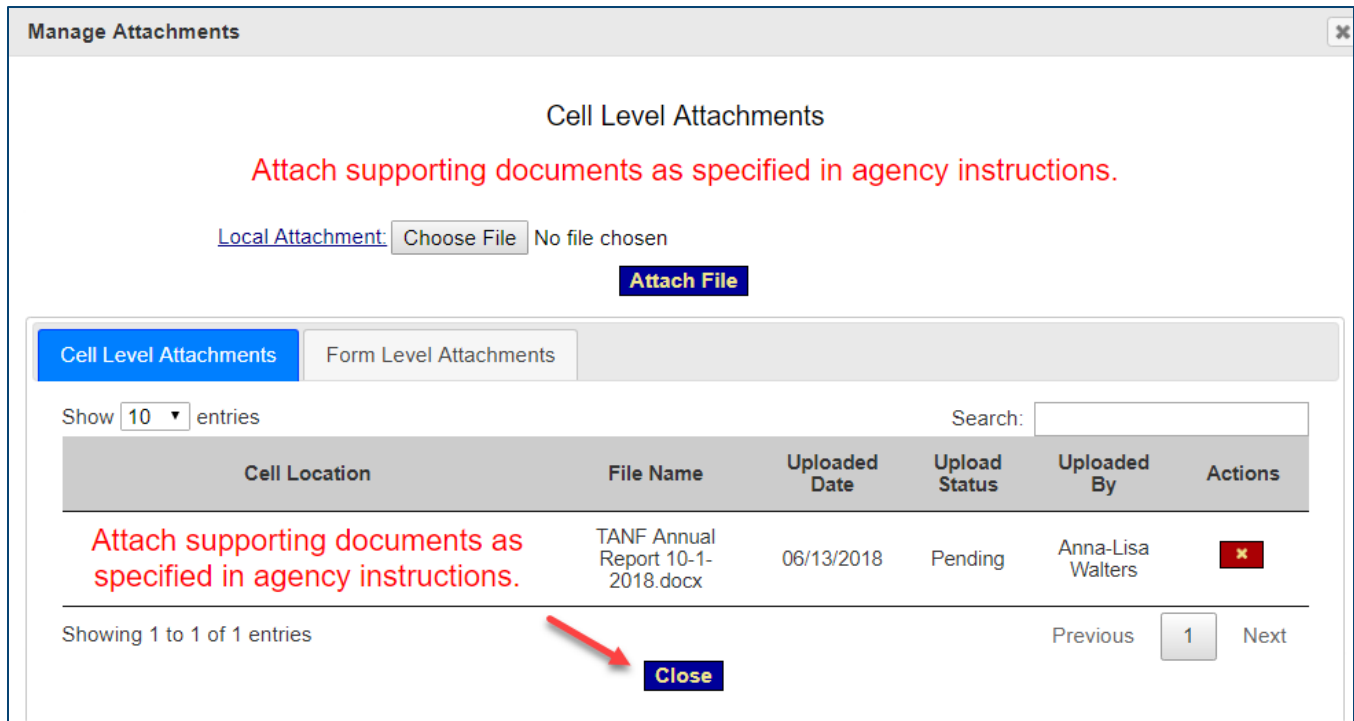 Manage Attachments
Cell Level Attachments
Attach supporting documents as specified in agency instructions.
Local Attachment: Choose File No file chosen
Attach File
Cell Level Attachments Form Level Attachments
Show 10 entries Search:
Cell Location File Name Uploaded Date Upload Status Uploaded By Actions
Attach supporting documents as
specified in agency instructions.
TANF Annual
Report 10-1-
2018.docx
06/13/2018
Pending
Anna-Lisa
Walters
Showing 1 to 1 of 1 entries Previous 1 Next
Close